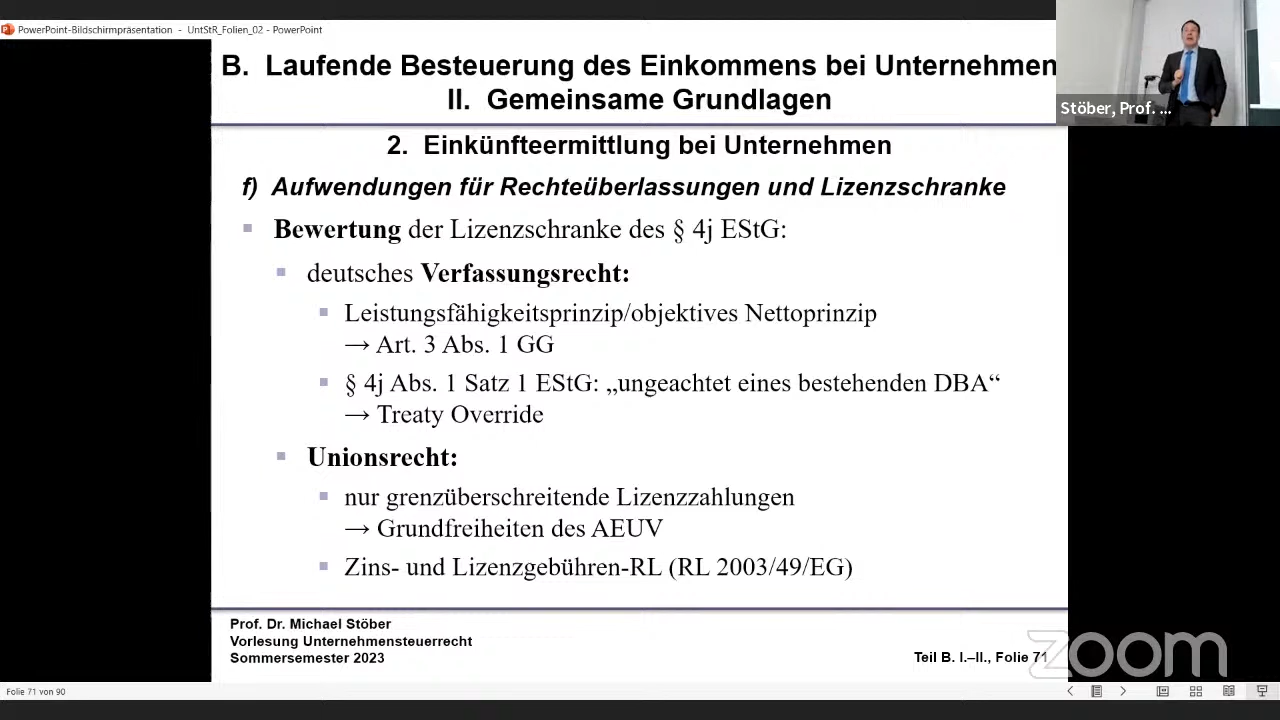 PowerPoint-Bildschirmpräsentation - UntStR_Folien_02 - PowerPoint
B. Laufende Besteuerung des Einkommens bei Unternehmen
II. Gemeinsame Grundlagen
Stöber, Prof. ...
2. Einkünfteermittlung bei Unternehmen
f) Aufwendungen für Rechteüberlassungen und Lizenzschranke
Bewertung der Lizenzschranke des § 4j EStG:
deutsches Verfassungsrecht:
Leistungsfähigkeitsprinzip/objektives Nettoprinzip
→ Art. 3 Abs. 1 GG
§ 4j Abs. 1 Satz 1 EStG: „ungeachtet eines bestehenden DBA“
→ Treaty Override
Unionsrecht:
nur grenzüberschreitende Lizenzzahlungen
→ Grundfreiheiten des AEUV
Zins- und Lizenzgebühren-RL (RL 2003/49/EG)
Prof. Dr. Michael Stöber
Vorlesung Unternehmensteuerrecht
Sommersemester 2023
Teil B. I.–II., Folie 71
zoom
Folie 71 von 90